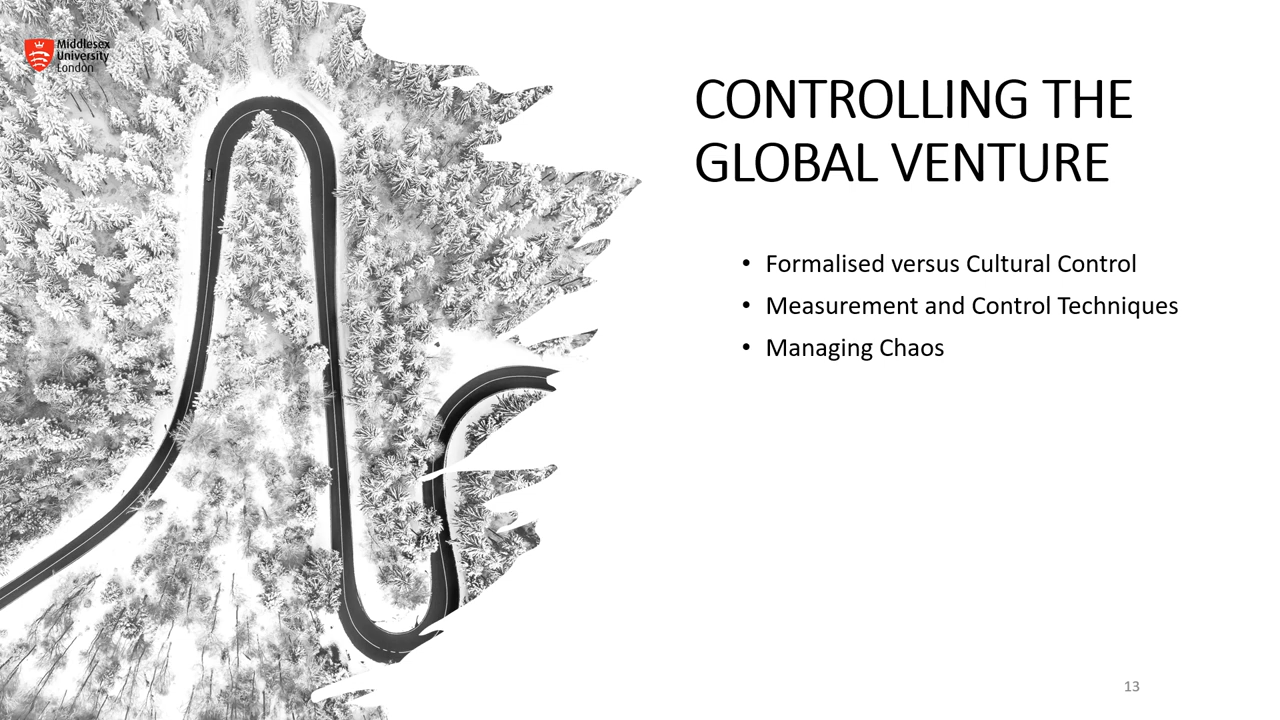 Middlesex
University
London
CONTROLLING THE
GLOBAL VENTURE
• Formalised versus Cultural Control
• Measurement and Control Techniques
• Managing Chaos
13